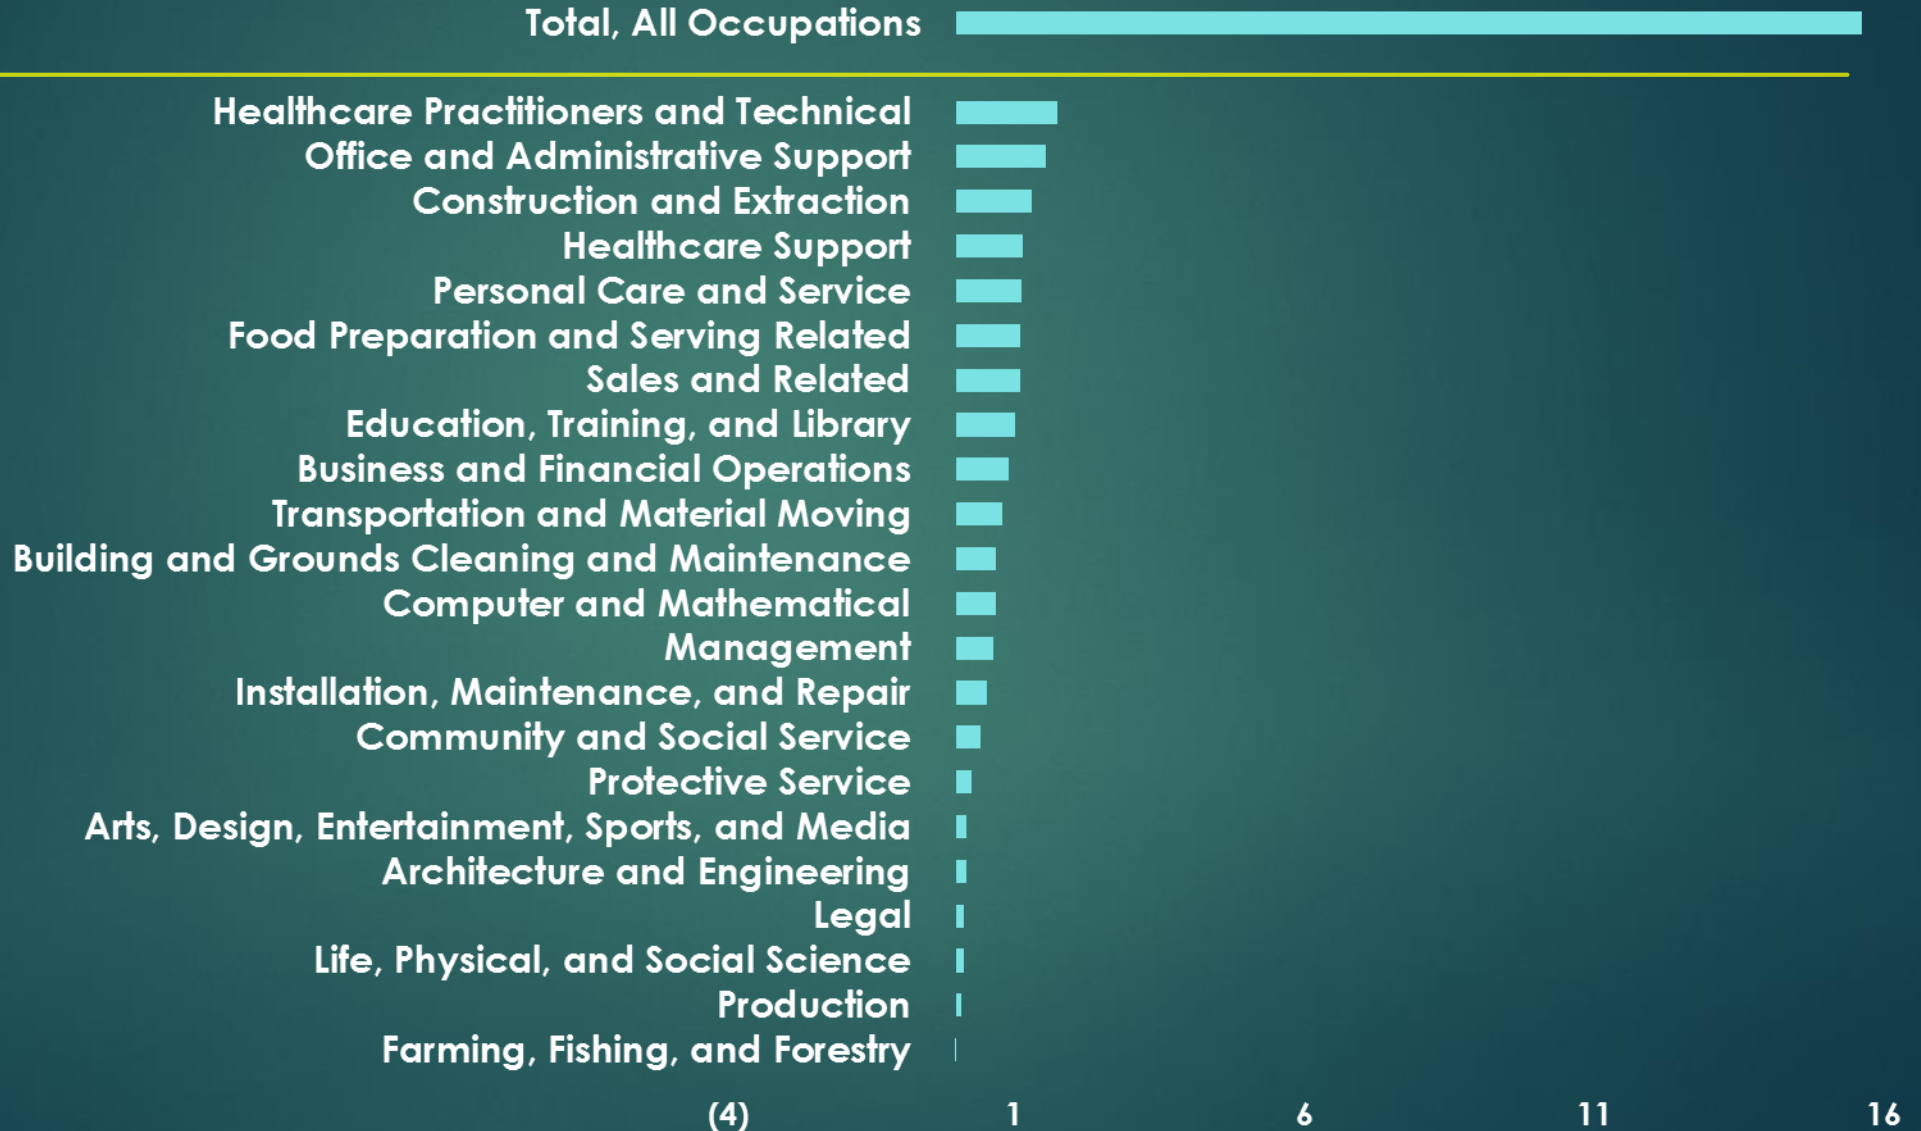 Total, All Occupations
Healthcare Practitioners and Technical
Office and Administrative Support
Construction and Extraction
Healthcare Support
Personal Care and Service
Food Preparation and Serving Related
Sales and Related
Education, Training, and Library
Business and Financial Operations
Transportation and Material Moving
Building and Grounds Cleaning and Maintenance
Computer and Mathematical
Management
Installation, Maintenance, and Repair
Community and Social Service
Protective Service
Arts, Design, Entertainment, Sports, and Media
Architecture and Engineering
Legal
Life, Physical, and Social Science
Production
Farming, Fishing, and Forestry
(4) 1 6 11 16